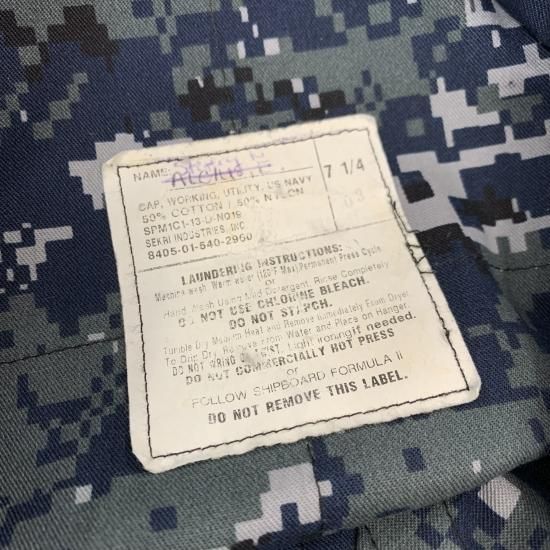 NAME:
7 1/4
CAP, WORKING, UTILITY, US NAVY
50% COTTON / 50% NYLON
SPM1C1-13-D-N019
SEKRI INDUSTRIES, INC
8405-01-540-2950
03
LAUNDERING INSTRUCTIONS:
Machine Wash Warm Water (120°F Max) Permanent Press Cycle
or
Hand Wash Using Mild Detergent, Rinse Completely
DO NOT USE CHLORINE BLEACH.
DO NOT STARCH.
Tumble Dry Medium Heat and Remove Immediately From Dryer.
To Drip Dry, Remove from Water and Place on Hanger.
DO NOT WRING OR TWIST. Light ironing if needed.
DO NOT COMMERCIALLY HOT PRESS
or
FOLLOW SHIPBOARD FORMULA II
DO NOT REMOVE THIS LABEL.